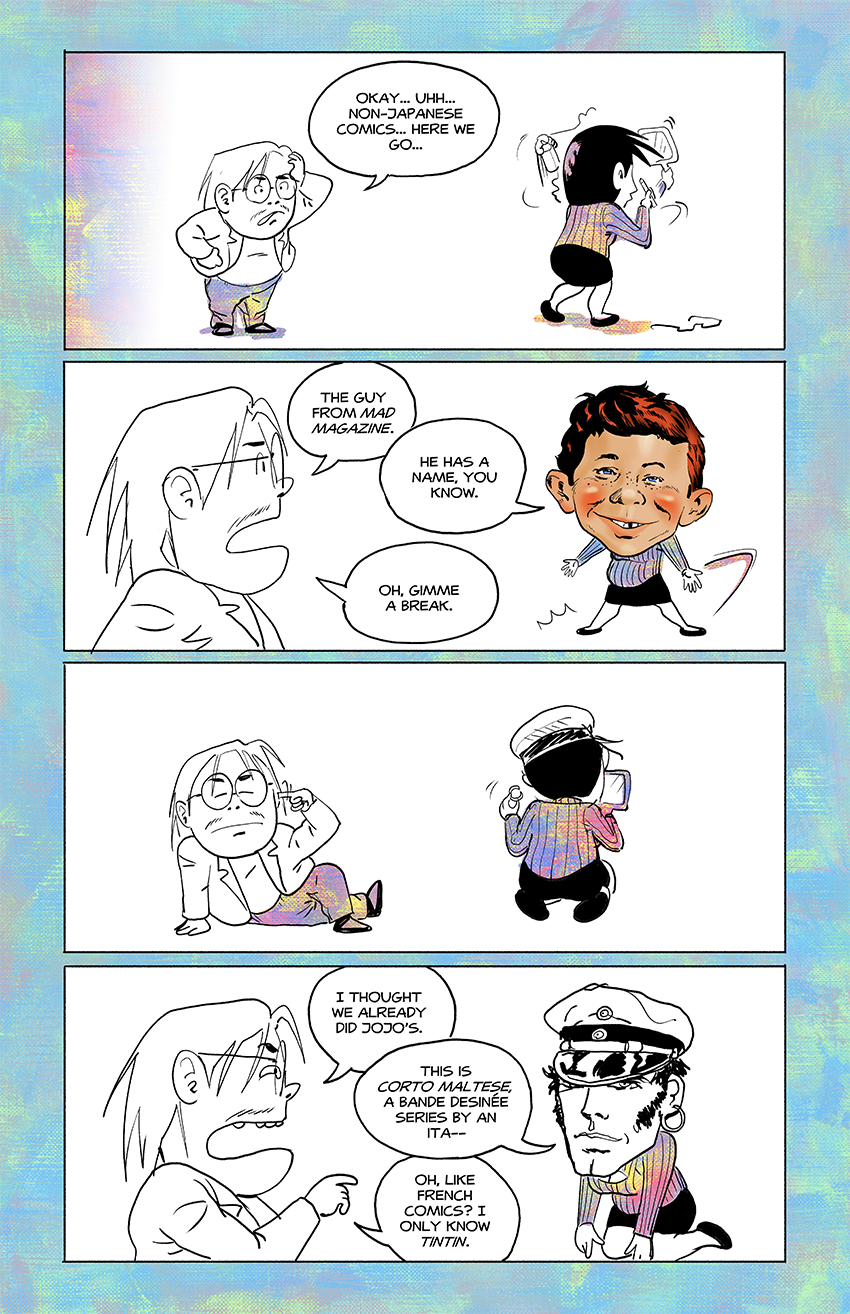 OKAY... UHH...
NON-JAPANESE
COMICS... HERE WE
GO...
THE GUY
FROM MAD
MAGAZINE.
HE HAS A
NAME, YOU
KNOW.
OH, GIMME
A BREAK.
I THOUGHT
WE ALREADY
DID JOJO'S.
THIS IS
CORTO MALTESE,
A BANDE DESINÉE
SERIES BY AN
ITA--
OH, LIKE
FRENCH
COMICS? I
ONLY KNOW
TINTIN.